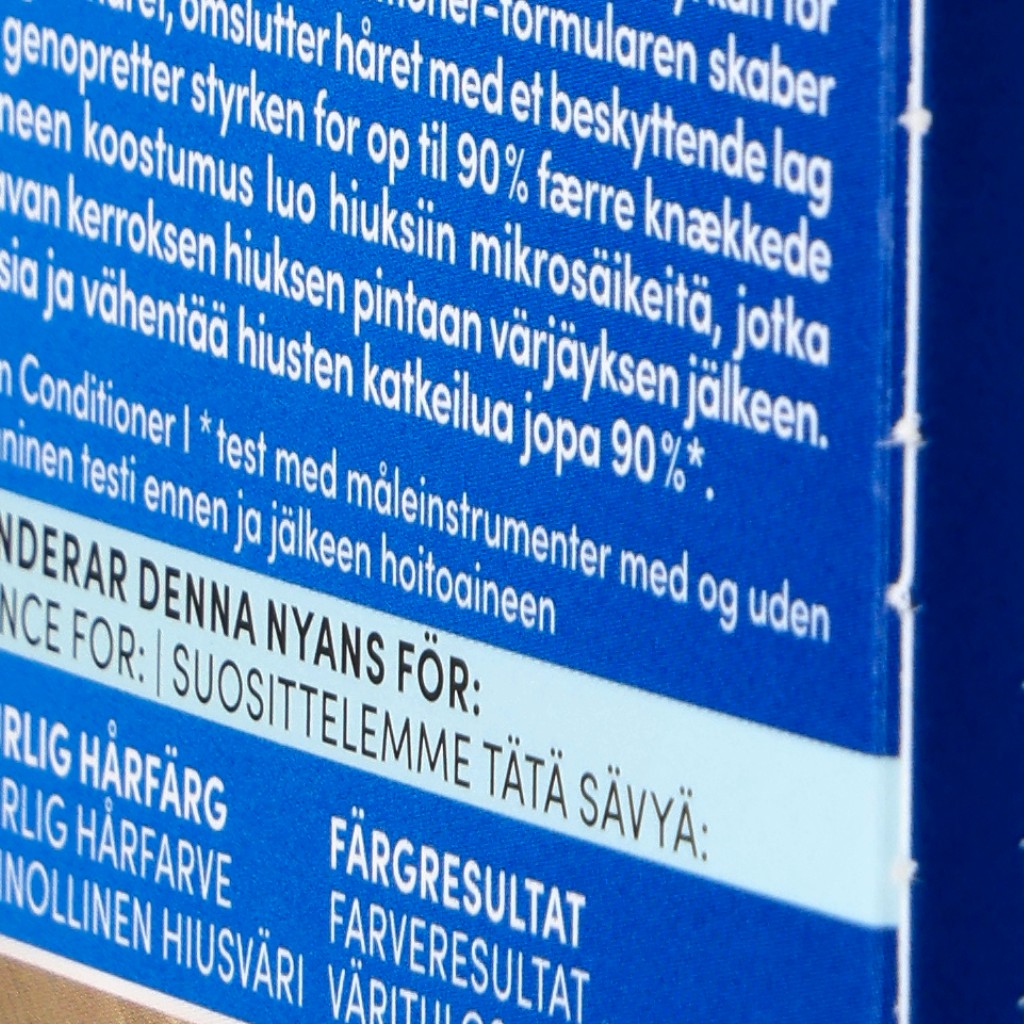 for
-formularen skaber
omslutter håret med et beskyttende lag
genopretter styrken for op til 90% færre knækkede
koostumus luo hiuksiin mikrosäikeitä, jotka
kerroksen hiuksen pintaan värjäyksen jälkeen.
ja vähentää hiusten katkeilua jopa 90%*.
Conditioner | *test med måleinstrumenter med og uden
testi ennen ja jälkeen hoitoaineen
NDERAR DENNA NYANS FÖR:
NCE FOR: | SUOSITTELEMME TÄTÄ SÄVYÄ:
RLIG HÅRFÄRG
RLIG HÅRFARVE
NOLLINEN HIUSVÄRI
FÄRGRESULTAT
FARVERESULTAT